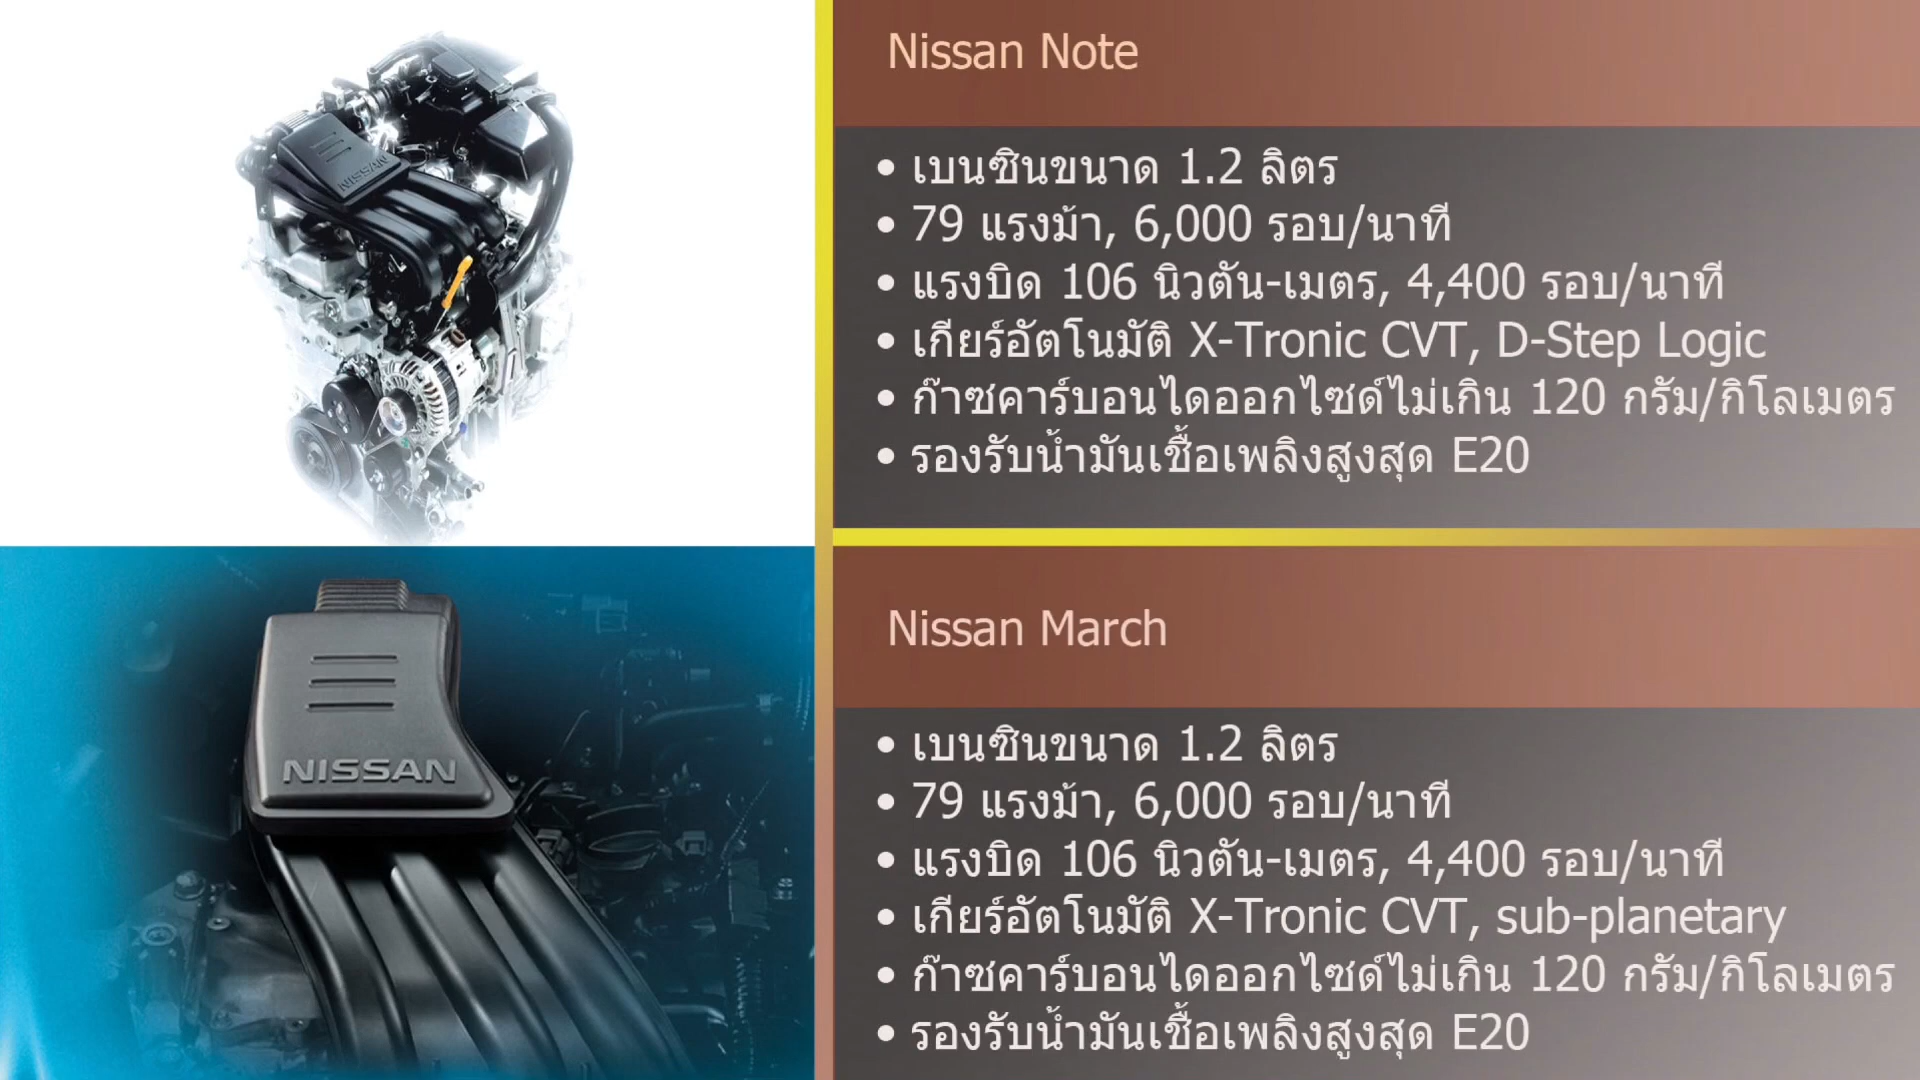 Nissan Note
• เบนซินขนาด 1.2 ลิตร
• 79 แรงม้า, 6,000 รอบ/นาที
• แรงบิด 106 นิวตัน-เมตร, 4,400 รอบ/นาที
• เกียร์อัตโนมัติ X-Tronic CVT, D-Step Logic
• ก๊าซคาร์บอนไดออกไซด์ไม่เกิน 120 กรัม/กิโลเมตร
• รองรับน้ำมันเชื้อเพลิงสูงสุด E20
NISSAN
Nissan March
• เบนซินขนาด 1.2 ลิตร
• 79 แรงม้า, 6,000 รอบ/นาที
• แรงบิด 106 นิวตัน-เมตร, 4,400 รอบ/นาที
• เกียร์อัตโนมัติ X-Tronic CVT, sub-planetary
• ก๊าซคาร์บอนไดออกไซด์ไม่เกิน 120 กรัม/กิโลเมตร
• รองรับน้ำมันเชื้อเพลิงสูงสุด E20
NISSAN